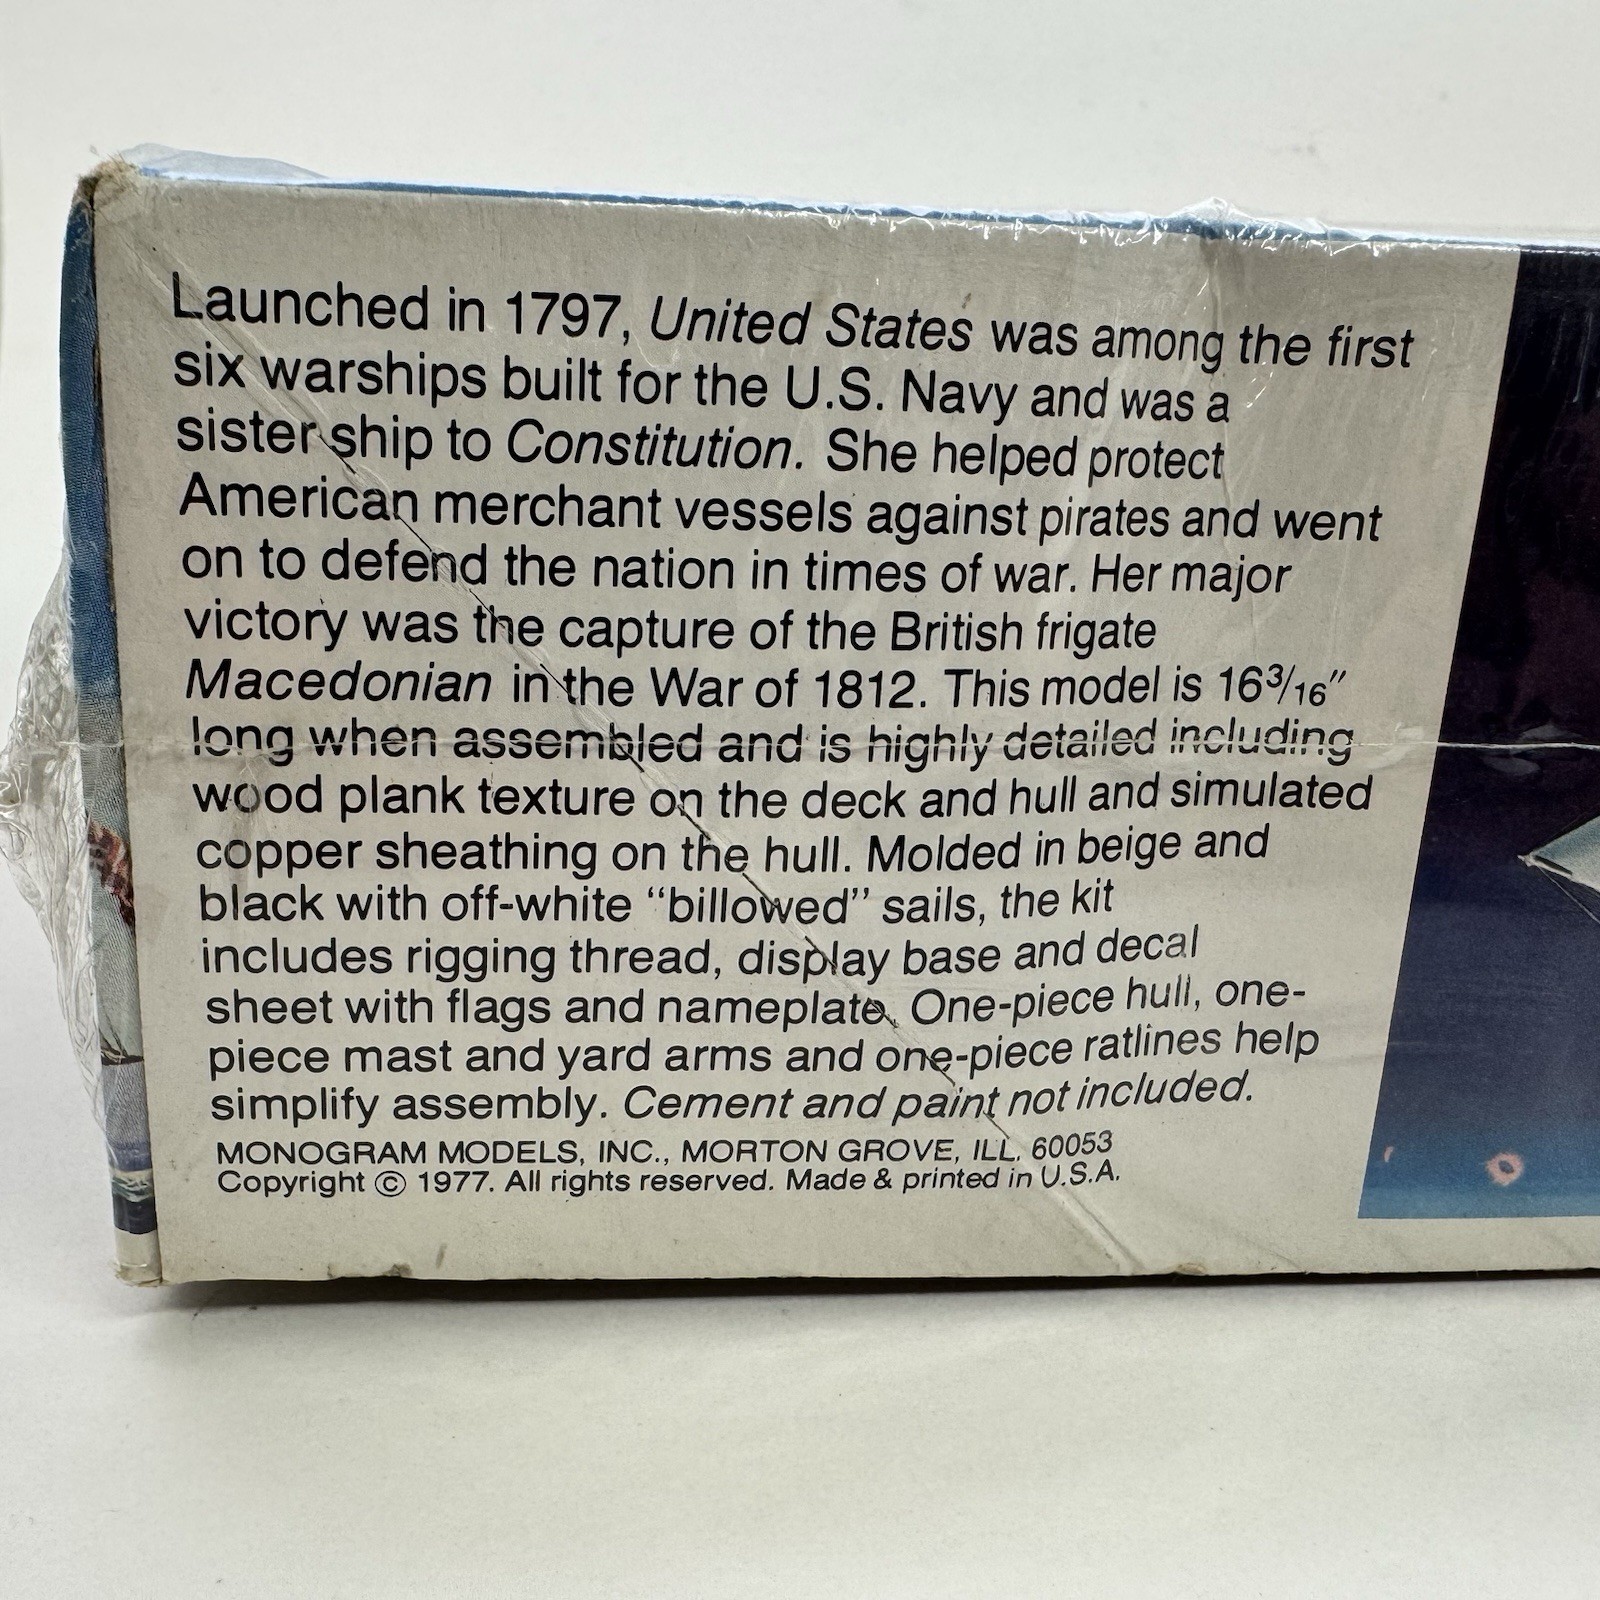 Launched in 1797, United States was among the first
six warships built for the U.S. Navy and was a
sister ship to Constitution. She helped protect
American merchant vessels against pirates and went
on to defend the nation in times of war. Her major
victory was the capture of the British frigate
Macedonian in the War of 1812. This model is 16 3/16"
long when assembled and is highly detailed including
wood plank texture on the deck and hull and simulated
copper sheathing on the hull. Molded in beige and
black with off-white “billowed” sails, the kit
includes rigging thread, display base and decal
sheet with flags and nameplate. One-piece hull, one-
piece mast and yard arms and one-piece ratlines help
simplify assembly. Cement and paint not included.
MONOGRAM MODELS, INC., MORTON GROVE, ILL. 60053
Copyright © 1977. All rights reserved. Made & printed in U.S.A.